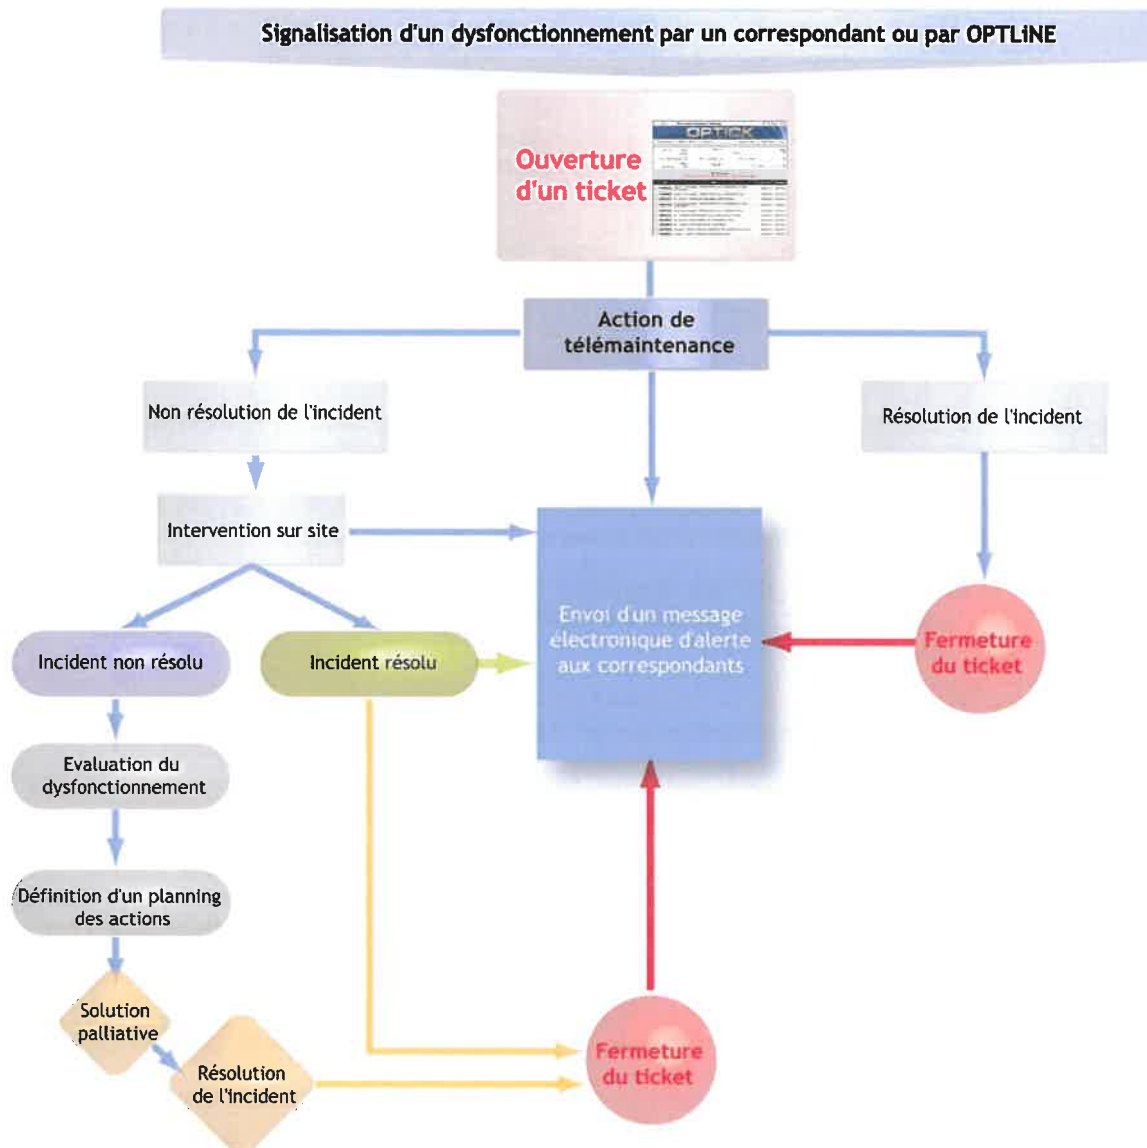 Signalisation d'un dysfonctionnement par un correspondant ou par OPTLiNE
Ouverture
d'un ticket
OPTICK
Action de
télémaintenance
Non résolution de l'incident
Résolution de l'incident
Intervention sur site
Envoi d'un message
électronique d'alerte
aux correspondants
Fermeture
du ticket
Incident non résolu
Incident résolu
Evaluation du
dysfonctionnement
Définition d'un planning
des actions
Solution
palliative
Résolution
de l'incident
Fermeture
du ticket